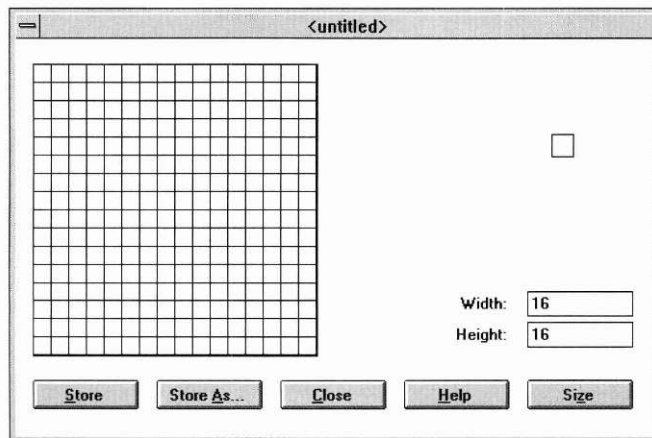 <untitled>
Width: 16
Height: 16
Store Store As... Close Help Size